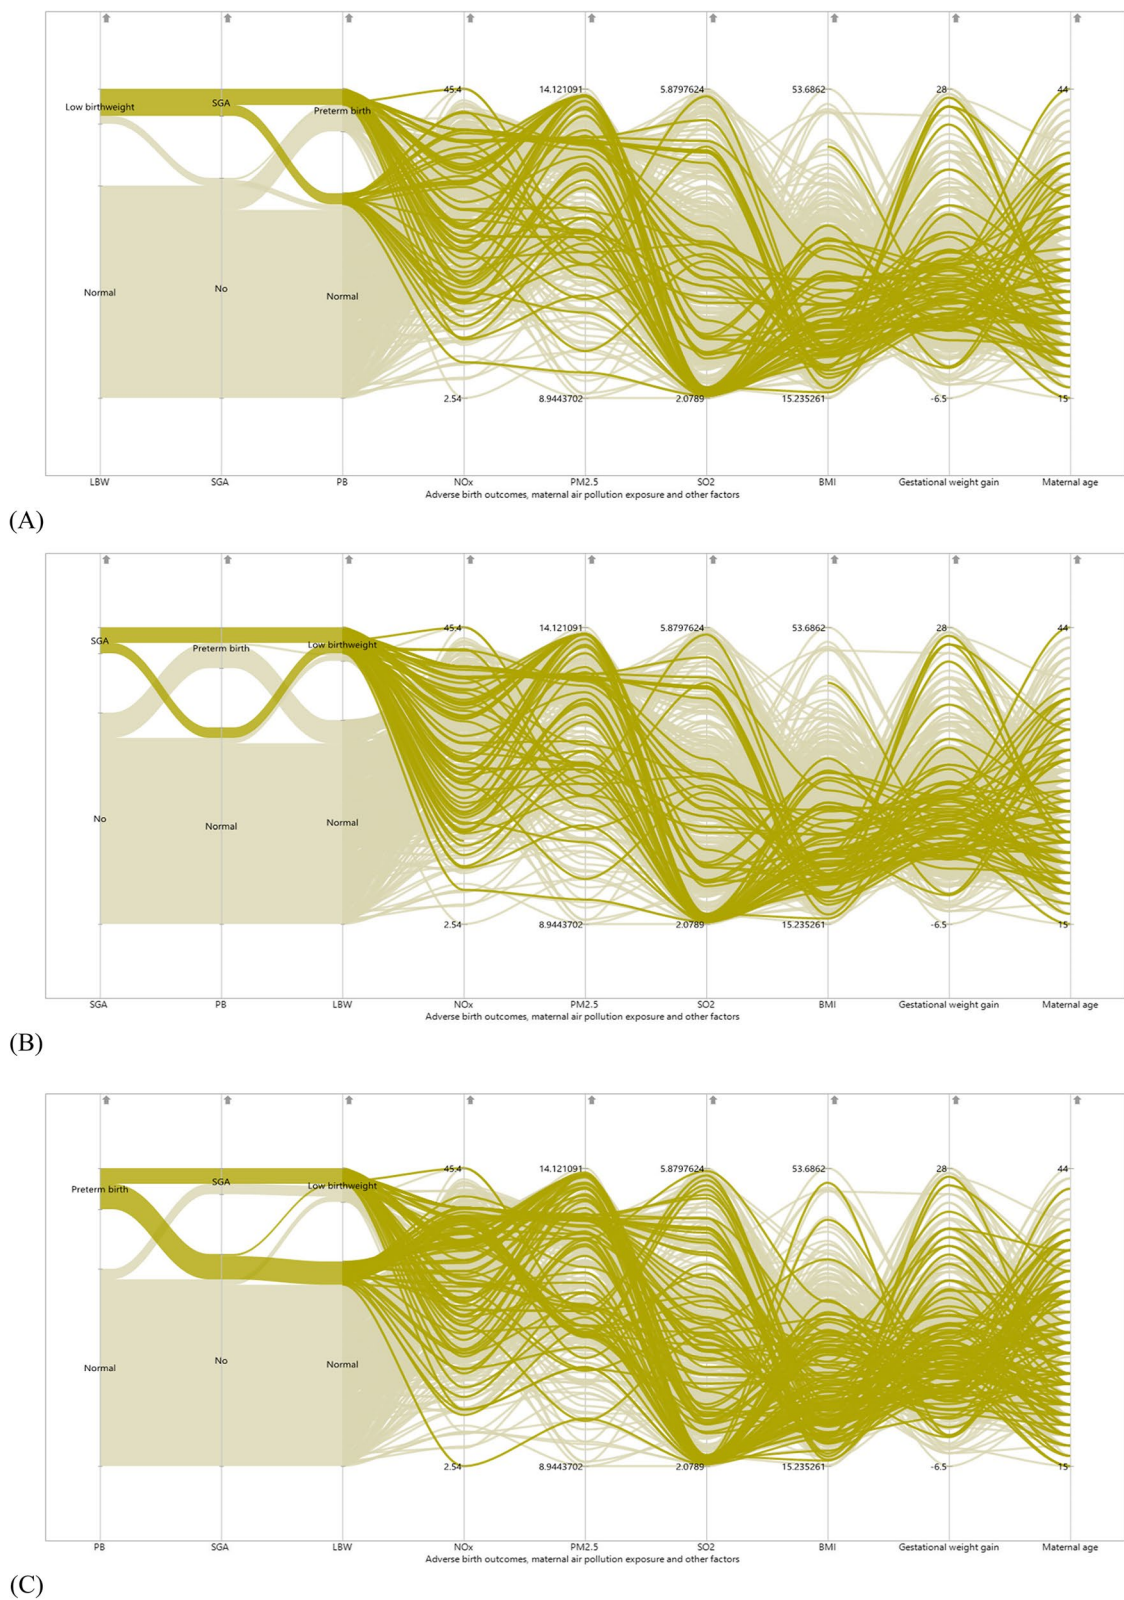 45.4 14.121091 5.8797624 53.6862 28 44
Low birthweight SGA Preterm birth
Normal No Normal
2.54 8.9443702 2.0789 15.235261 -6.5 15
LBW SGA PB NOx PM2.5 SO2 BMI Gestational weight gain Maternal age
Adverse birth outcomes, maternal air pollution exposure and other factors
(A)
45.4 14.121091 5.8797624 53.6862 28 44
SGA Preterm birth Low birthweight
No Normal Normal
2.54 8.9443702 2.0789 15.235261 -6.5 15
SGA PB LBW NOx PM2.5 SO2 BMI Gestational weight gain Maternal age
Adverse birth outcomes, maternal air pollution exposure and other factors
(B)
45.4 14.121091 5.8797624 53.6862 28 44
Preterm birth SGA Low birthweight
Normal No Normal
2.54 8.9443702 2.0789 15.235261 -6.5 15
PB SGA LBW NOx PM2.5 SO2 BMI Gestational weight gain Maternal age
Adverse birth outcomes, maternal air pollution exposure and other factors
(C)